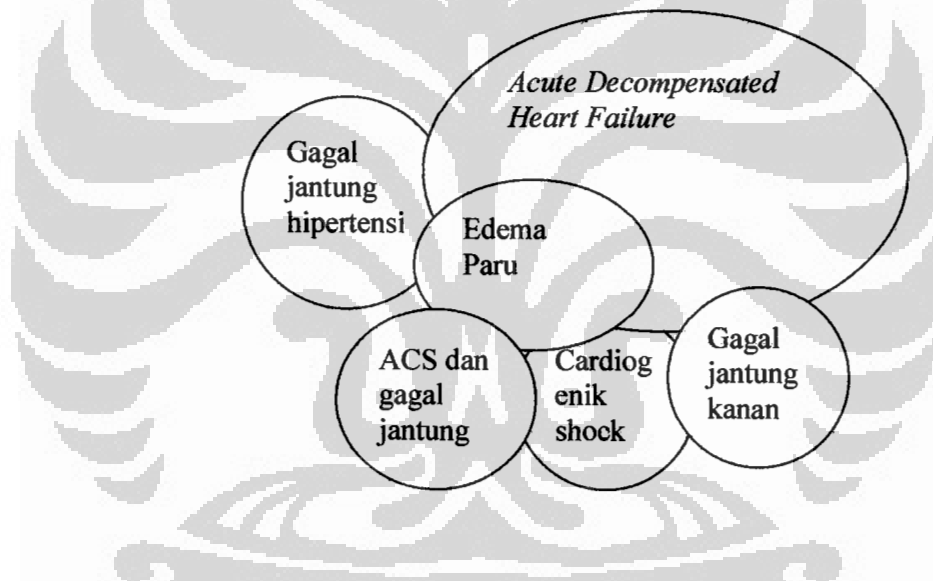 Acute Decompensated
Heart Failure
Gagal
jantung
hipertensi
Edema
Paru
ACS dan
gagal
jantung
Cardiog
enik
shock
Gagal
jantung
kanan